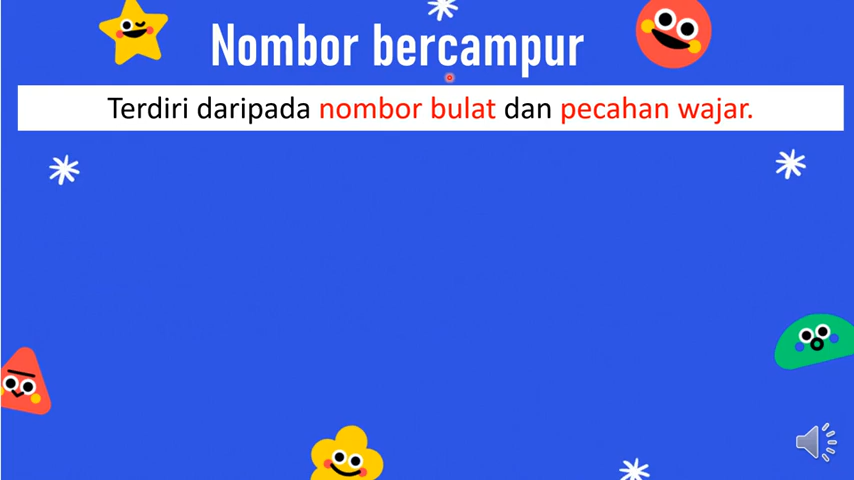 Nombor bercampur
Terdiri daripada nombor bulat dan pecahan wajar.